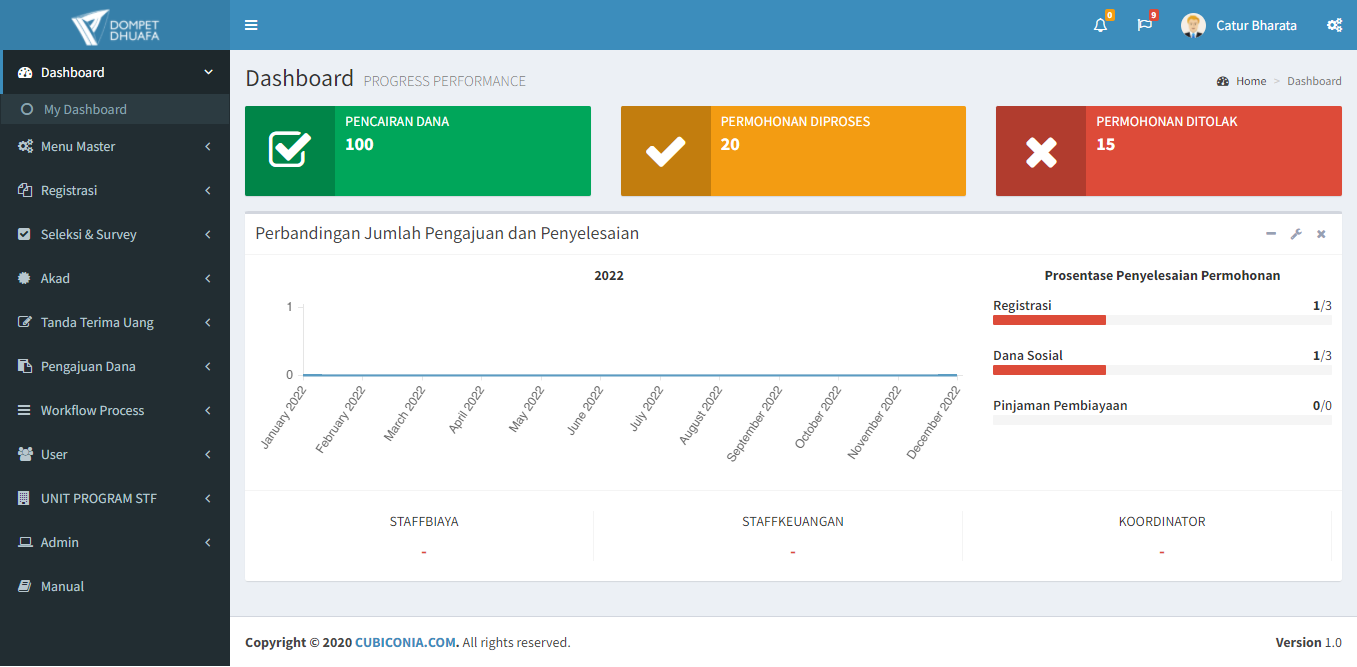 DOMPET
DHUAFA
0
9
Catur Bharata
Dashboard
My Dashboard
Menu Master
Registrasi
Seleksi & Survey
Akad
Tanda Terima Uang
Pengajuan Dana
Workflow Process
User
UNIT PROGRAM STF
Admin
Manual
Dashboard PROGRESS PERFORMANCE
Home > Dashboard
PENCAIRAN DANA
100
PERMOHONAN DIPROSES
20
PERMOHONAN DITOLAK
15
Perbandingan Jumlah Pengajuan dan Penyelesaian
2022
1
0
January 2022
February 2022
March 2022
April 2022
May 2022
June 2022
July 2022
August 2022
September 2022
October 2022
November 2022
December 2022
Prosentase Penyelesaian Permohonan
Registrasi 1/3
Dana Sosial 1/3
Pinjaman Pembiayaan 0/0
STAFFBIAYA
-
STAFFKEUANGAN
-
KOORDINATOR
-
Copyright © 2020 CUBICONIA.COM. All rights reserved.
Version 1.0